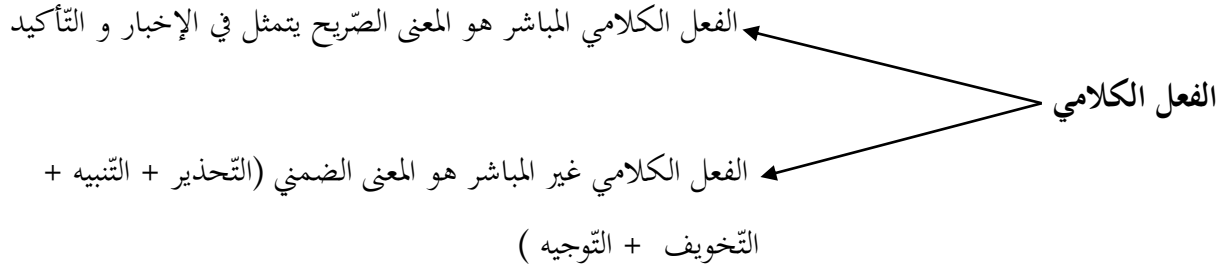 الفعل الكلامي المباشر هو المعنى الصّريح يتمثل في الإخبار و التّأكيد
الفعل الكلامي
الفعل الكلامي غير المباشر هو المعنى الضمني (التّحذير + التّنبيه +
التّخويف + التّوجيه )